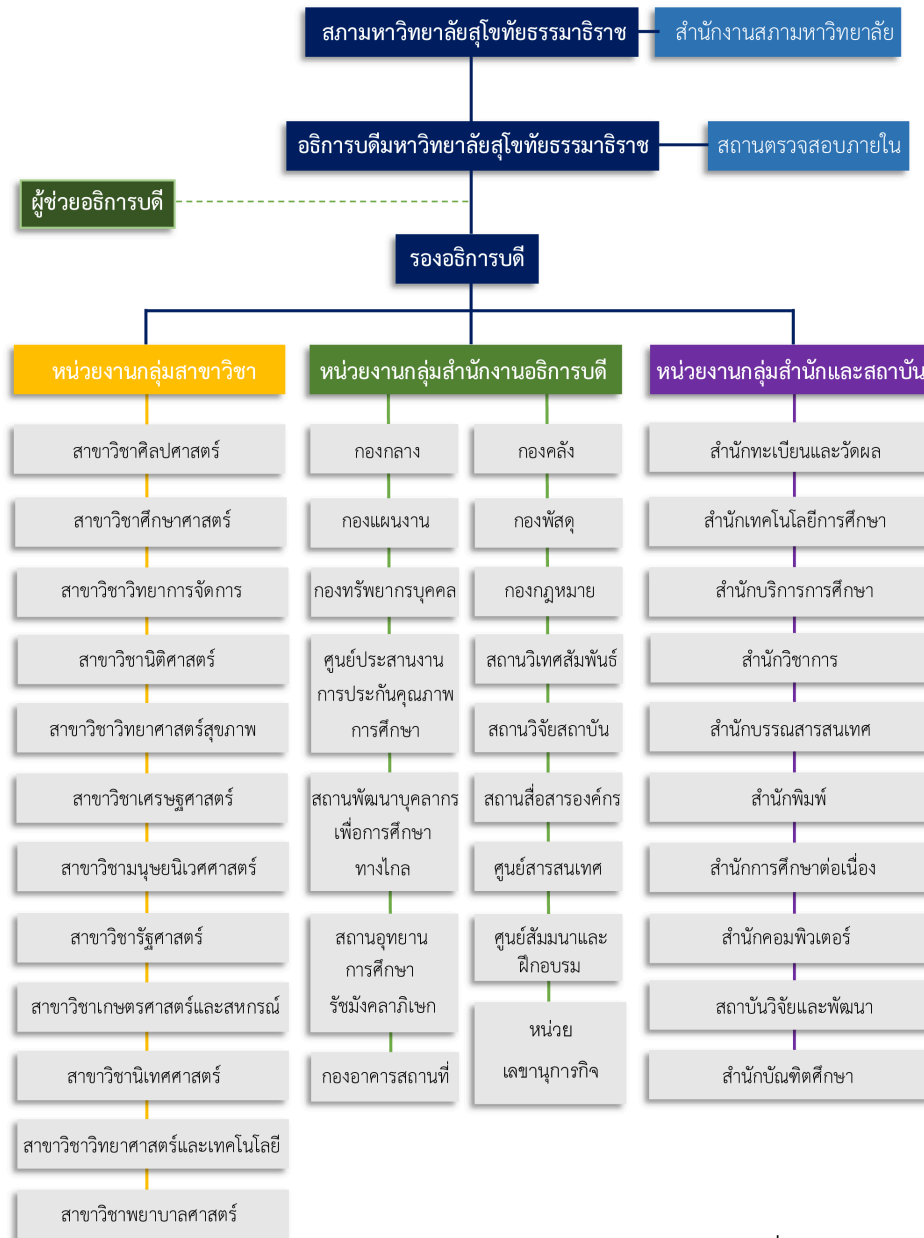 สภามหาวิทยาลัยสุโขทัยธรรมาธิราช
สำนักงานสภามหาวิทยาลัย
อธิการบดีมหาวิทยาลัยสุโขทัยธรรมาธิราช
สถานตรวจสอบภายใน
ผู้ช่วยอธิการบดี
รองอธิการบดี
หน่วยงานกลุ่มสาขาวิชา
สาขาวิชาศิลปศาสตร์
สาขาวิชาศึกษาศาสตร์
สาขาวิชาวิทยาการจัดการ
สาขาวิชานิติศาสตร์
สาขาวิชาวิทยาศาสตร์สุขภาพ
สาขาวิชาเศรษฐศาสตร์
สาขาวิชามนุษยนิเวศศาสตร์
สาขาวิชารัฐศาสตร์
สาขาวิชาเกษตรศาสตร์และสหกรณ์
สาขาวิชานิเทศศาสตร์
สาขาวิชาวิทยาศาสตร์และเทคโนโลยี
สาขาวิชาพยาบาลศาสตร์
หน่วยงานกลุ่มสำนักงานอธิการบดี
กองกลาง
กองแผนงาน
กองทรัพยากรบุคคล
ศูนย์ประสานงาน
การประกันคุณภาพ
การศึกษา
สถานพัฒนาบุคลากร
เพื่อการศึกษา
ทางไกล
สถานอุทยาน
การศึกษา
รัชมังคลาภิเษก
กองอาคารสถานที่
กองคลัง
กองพัสดุ
กองกฎหมาย
สถานวิเทศสัมพันธ์
สถานวิจัยสถาบัน
สถานสื่อสารองค์กร
ศูนย์สารสนเทศ
ศูนย์สัมมนาและ
ฝึกอบรม
หน่วย
เลขานุการกิจ
หน่วยงานกลุ่มสำนักและสถาบัน
สำนักทะเบียนและวัดผล
สำนักเทคโนโลยีการศึกษา
สำนักบริการการศึกษา
สำนักวิชาการ
สำนักบรรณสารสนเทศ
สำนักพิมพ์
สำนักการศึกษาต่อเนื่อง
สำนักคอมพิวเตอร์
สถาบันวิจัยและพัฒนา
สำนักบัณฑิตศึกษา